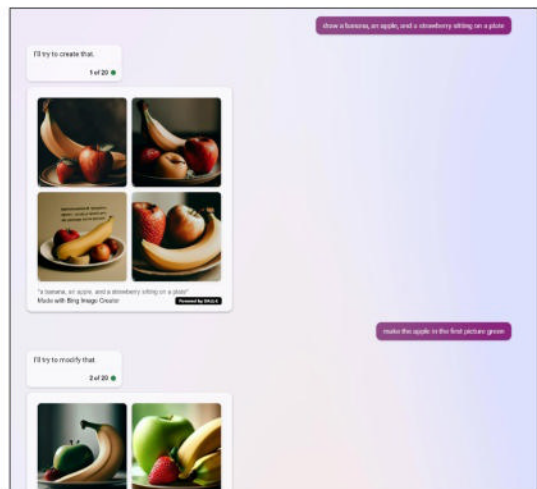 draw a banana, an apple, and a strawberry sitting on a plate
I'll try to create that.
1 of 20
"a banana, an apple, and a strawberry sitting on a plate"
Made with Bing Image Creator
Powered by DALL-E
make the apple in the first picture green
I'll try to modify that.
2 of 20